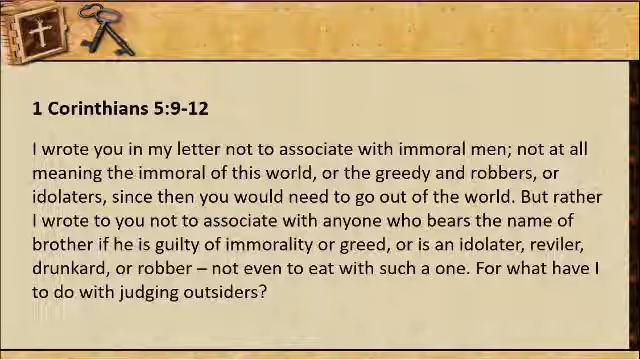 1 Corinthians 5:9-12
I wrote you in my letter not to associate with immoral men; not at all
meaning the immoral of this world, or the greedy and robbers, or
idolaters, since then you would need to go out of the world. But rather
I wrote to you not to associate with anyone who bears the name of
brother if he is guilty of immorality or greed, or is an idolater, reviler,
drunkard, or robber – not even to eat with such a one. For what have I
to do with judging outsiders?